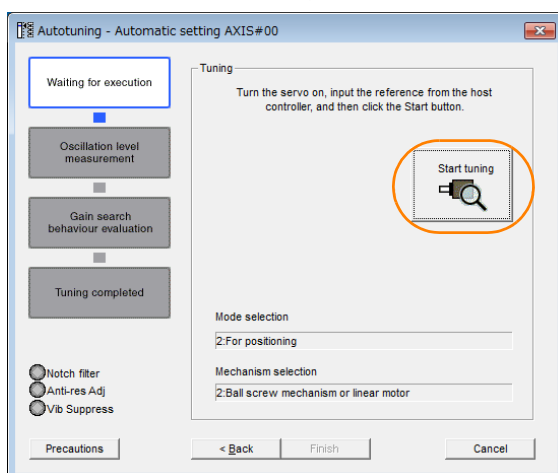 Autotuning - Automatic setting AXIS#00
Waiting for execution
Oscillation level
measurement
Gain search
behaviour evaluation
Tuning completed
Notch filter
Anti-res Adj
Vib Suppress
Tuning
Turn the servo on, input the reference from the host
controller, and then click the Start button.
Start tuning
Mode selection
2:For positioning
Mechanism selection
2:Ball screw mechanism or linear motor
Precautions
< Back
Finish
Cancel